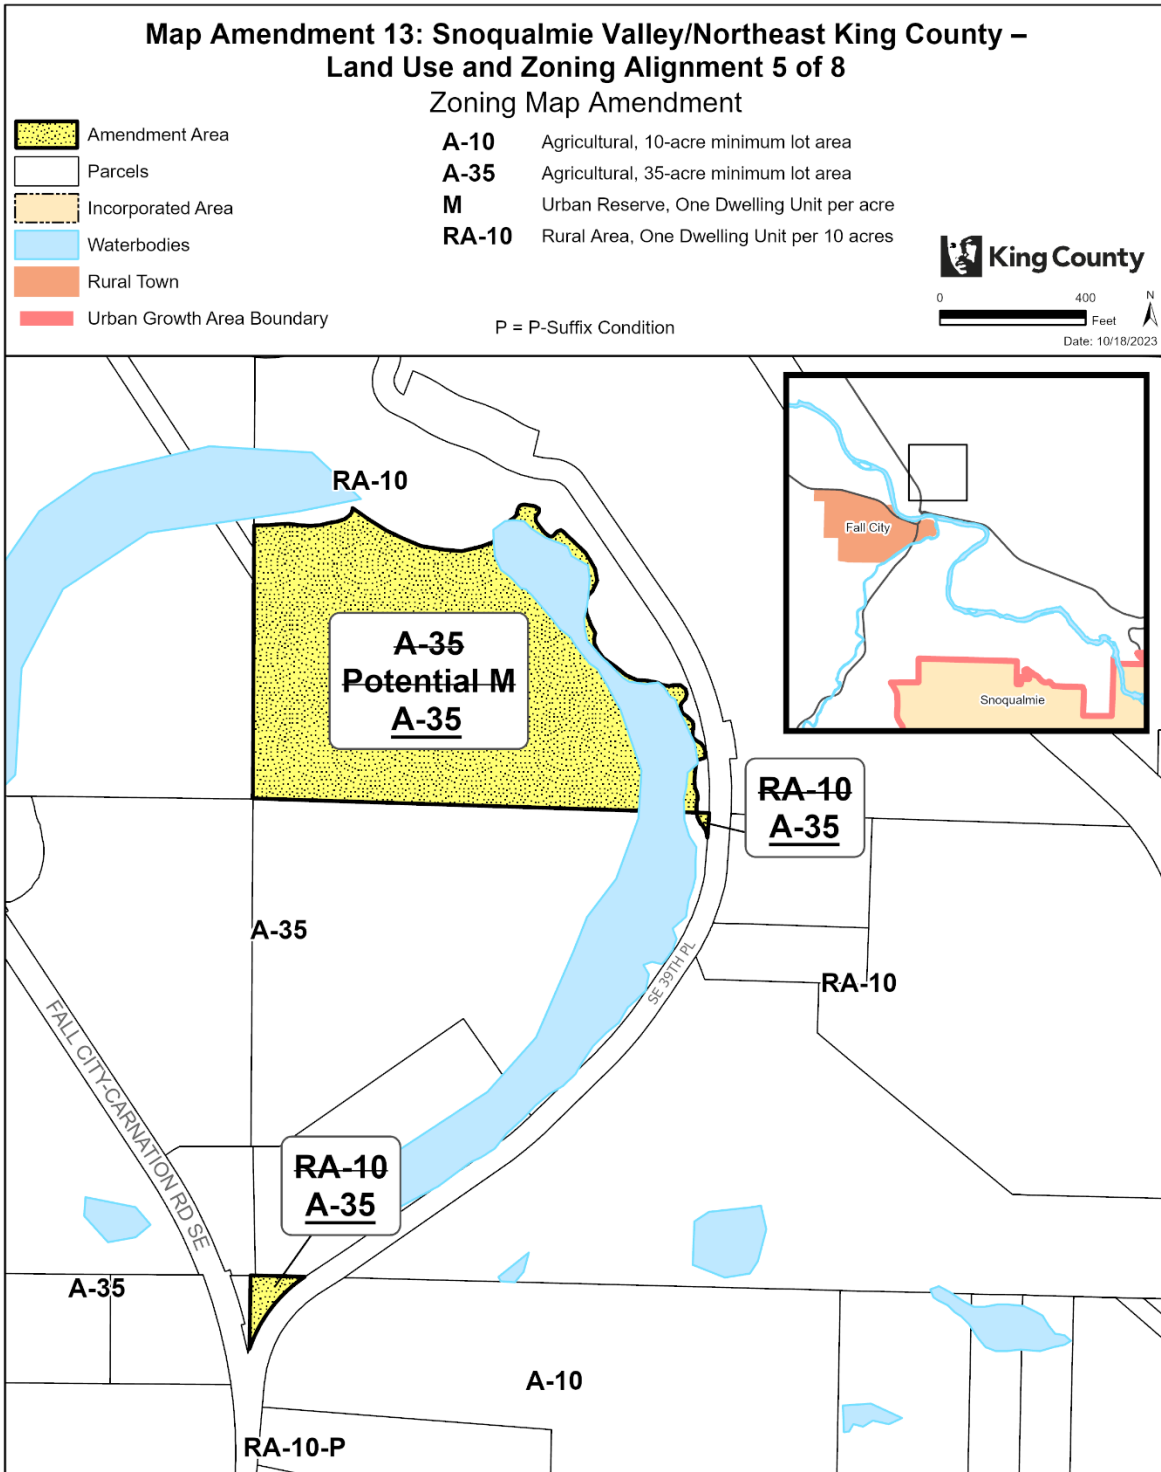 Map Amendment 13: Snoqualmie Valley/Northeast King County –
Land Use and Zoning Alignment 5 of 8
Zoning Map Amendment
Amendment Area
Parcels
Incorporated Area
Waterbodies
Rural Town
Urban Growth Area Boundary
A-10 Agricultural, 10-acre minimum lot area
A-35 Agricultural, 35-acre minimum lot area
M Urban Reserve, One Dwelling Unit per acre
RA-10 Rural Area, One Dwelling Unit per 10 acres
P = P-Suffix Condition
King County
0 400
Feet
N
Date: 10/18/2023
RA-10
Fall City
Snoqualmie
A-35
Potential M
A-35
RA-10
A-35
A-35
RA-10
SE 39TH PL
FALL CITY-CARNATION RD SE
RA-10
A-35
A-35
A-10
RA-10-P